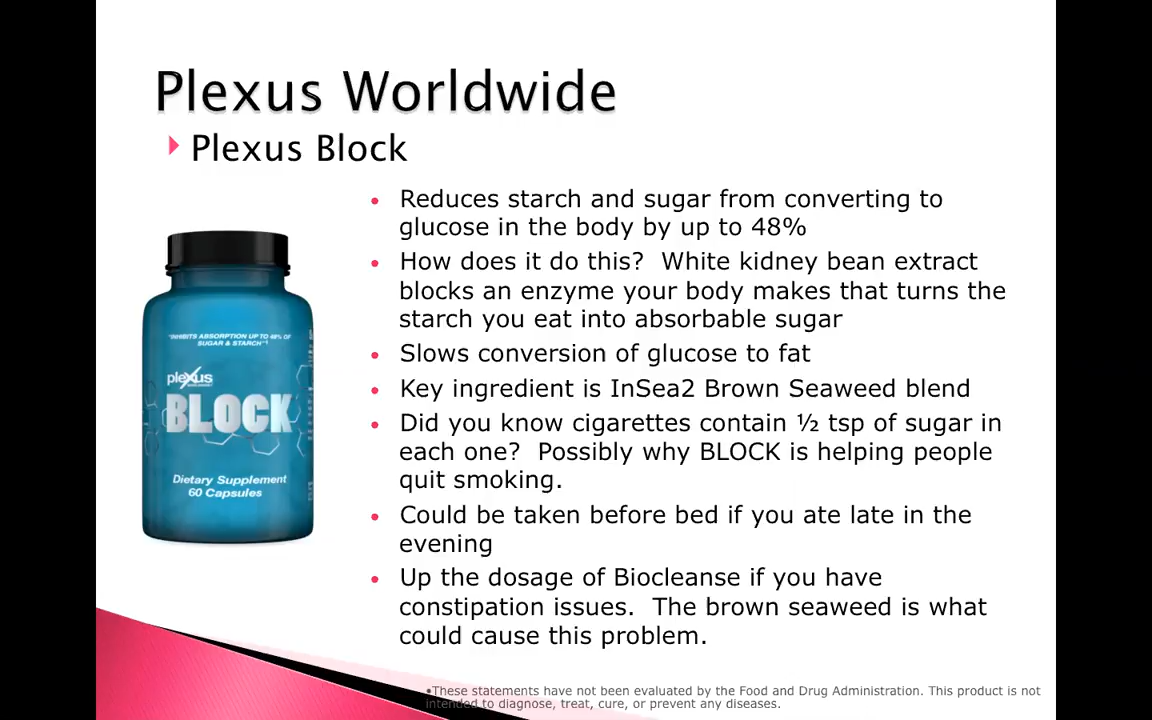 Plexus Worldwide
Plexus Block
• Reduces starch and sugar from converting to
glucose in the body by up to 48%
• How does it do this?  White kidney bean extract
blocks an enzyme your body makes that turns the
starch you eat into absorbable sugar
• Slows conversion of glucose to fat
• Key ingredient is InSea2 Brown Seaweed blend
• Did you know cigarettes contain ½ tsp of sugar in
each one?  Possibly why BLOCK is helping people
quit smoking.
• Could be taken before bed if you ate late in the
evening
• Up the dosage of Biocleanse if you have
constipation issues.  The brown seaweed is what
could cause this problem.
"INHIBITS ABSORPTION UP TO 48% OF
SUGAR & STARCH"¹
plexus
BLOCK
Dietary Supplement
60 Capsules
•These statements have not been evaluated by the Food and Drug Administration. This product is not
intended to diagnose, treat, cure, or prevent any diseases.